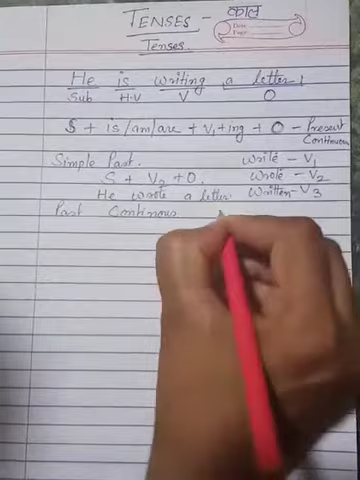 TENSES - काल
Tenses
He is writing a letter.
Sub H.V V O
S + is/am/are + V1 + ing + O - Present Continuous
Simple Past. write - V1
S + V2 + O. wrote - V2
He wrote a letter. written - V3
Past Continous